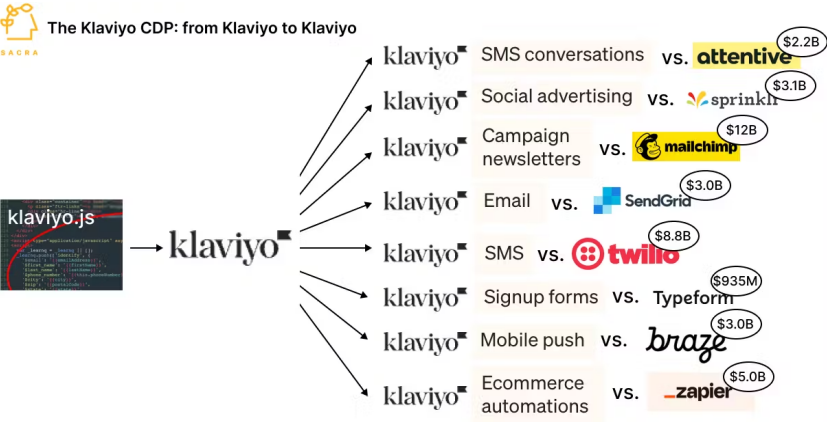 The Klaviyo CDP: from Klaviyo to Klaviyo
SACRA
klaviyo SMS conversations vs. attentive $2.2B
klaviyo Social advertising vs. sprinklr $3.1B
klaviyo Campaign newsletters vs. mailchimp $12B
klaviyo Email vs. SendGrid $3.0B
klaviyo.js
klaviyo
klaviyo SMS vs. twilio $8.8B
klaviyo Signup forms vs. Typeform $935M
klaviyo Mobile push vs. braze $3.0B
klaviyo Ecommerce automations vs. zapier $5.0B